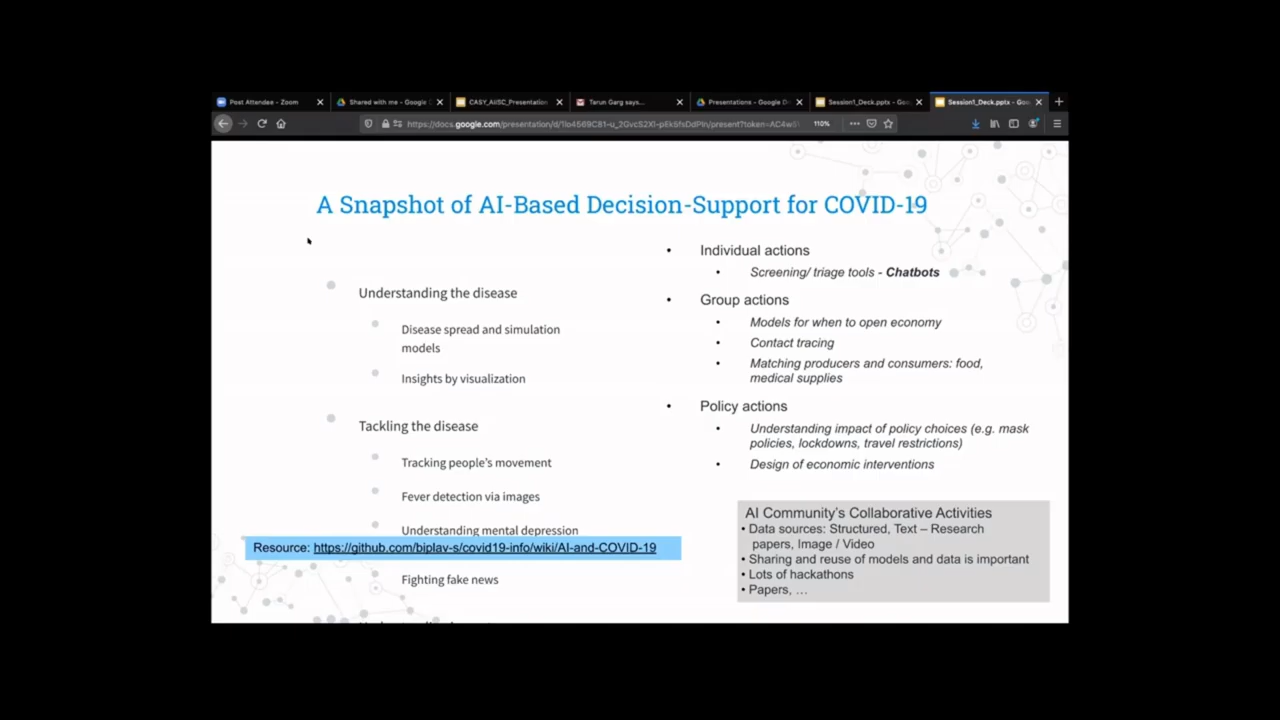 Post Attendee - Zoom
Shared with me - Google
CASY_AIISC_Presentation
Tarun Garg says...
Presentations - Google D
Session1_Deck.pptx - Goo
Session1_Deck.pptx - Goo
110%
A Snapshot of AI-Based Decision-Support for COVID-19
Understanding the disease
Disease spread and simulation
models
Insights by visualization
Tackling the disease
Tracking people's movement
Fever detection via images
Understanding mental depression
Resource: https://github.com/biplav-s/covid19-info/wiki/AI-and-COVID-19
Fighting fake news
• Individual actions
• Screening/ triage tools - Chatbots
• Group actions
• Models for when to open economy
• Contact tracing
• Matching producers and consumers: food,
medical supplies
• Policy actions
• Understanding impact of policy choices (e.g. mask
policies, lockdowns, travel restrictions)
• Design of economic interventions
AI Community's Collaborative Activities
• Data sources: Structured, Text – Research
papers, Image / Video
• Sharing and reuse of models and data is important
• Lots of hackathons
• Papers, …